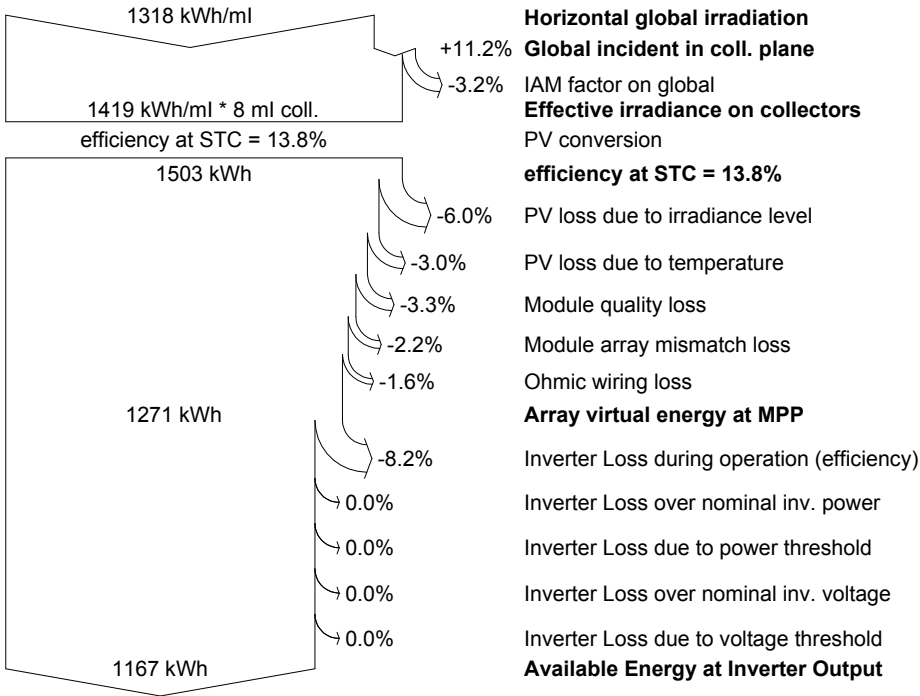 1318 kWh/ml Horizontal global irradiation
+11.2% Global incident in coll. plane
-3.2% IAM factor on global
1419 kWh/ml * 8 ml coll. Effective irradiance on collectors
efficiency at STC = 13.8% PV conversion
1503 kWh efficiency at STC = 13.8%
-6.0% PV loss due to irradiance level
-3.0% PV loss due to temperature
-3.3% Module quality loss
-2.2% Module array mismatch loss
-1.6% Ohmic wiring loss
1271 kWh Array virtual energy at MPP
-8.2% Inverter Loss during operation (efficiency)
0.0% Inverter Loss over nominal inv. power
0.0% Inverter Loss due to power threshold
0.0% Inverter Loss over nominal inv. voltage
0.0% Inverter Loss due to voltage threshold
1167 kWh Available Energy at Inverter Output